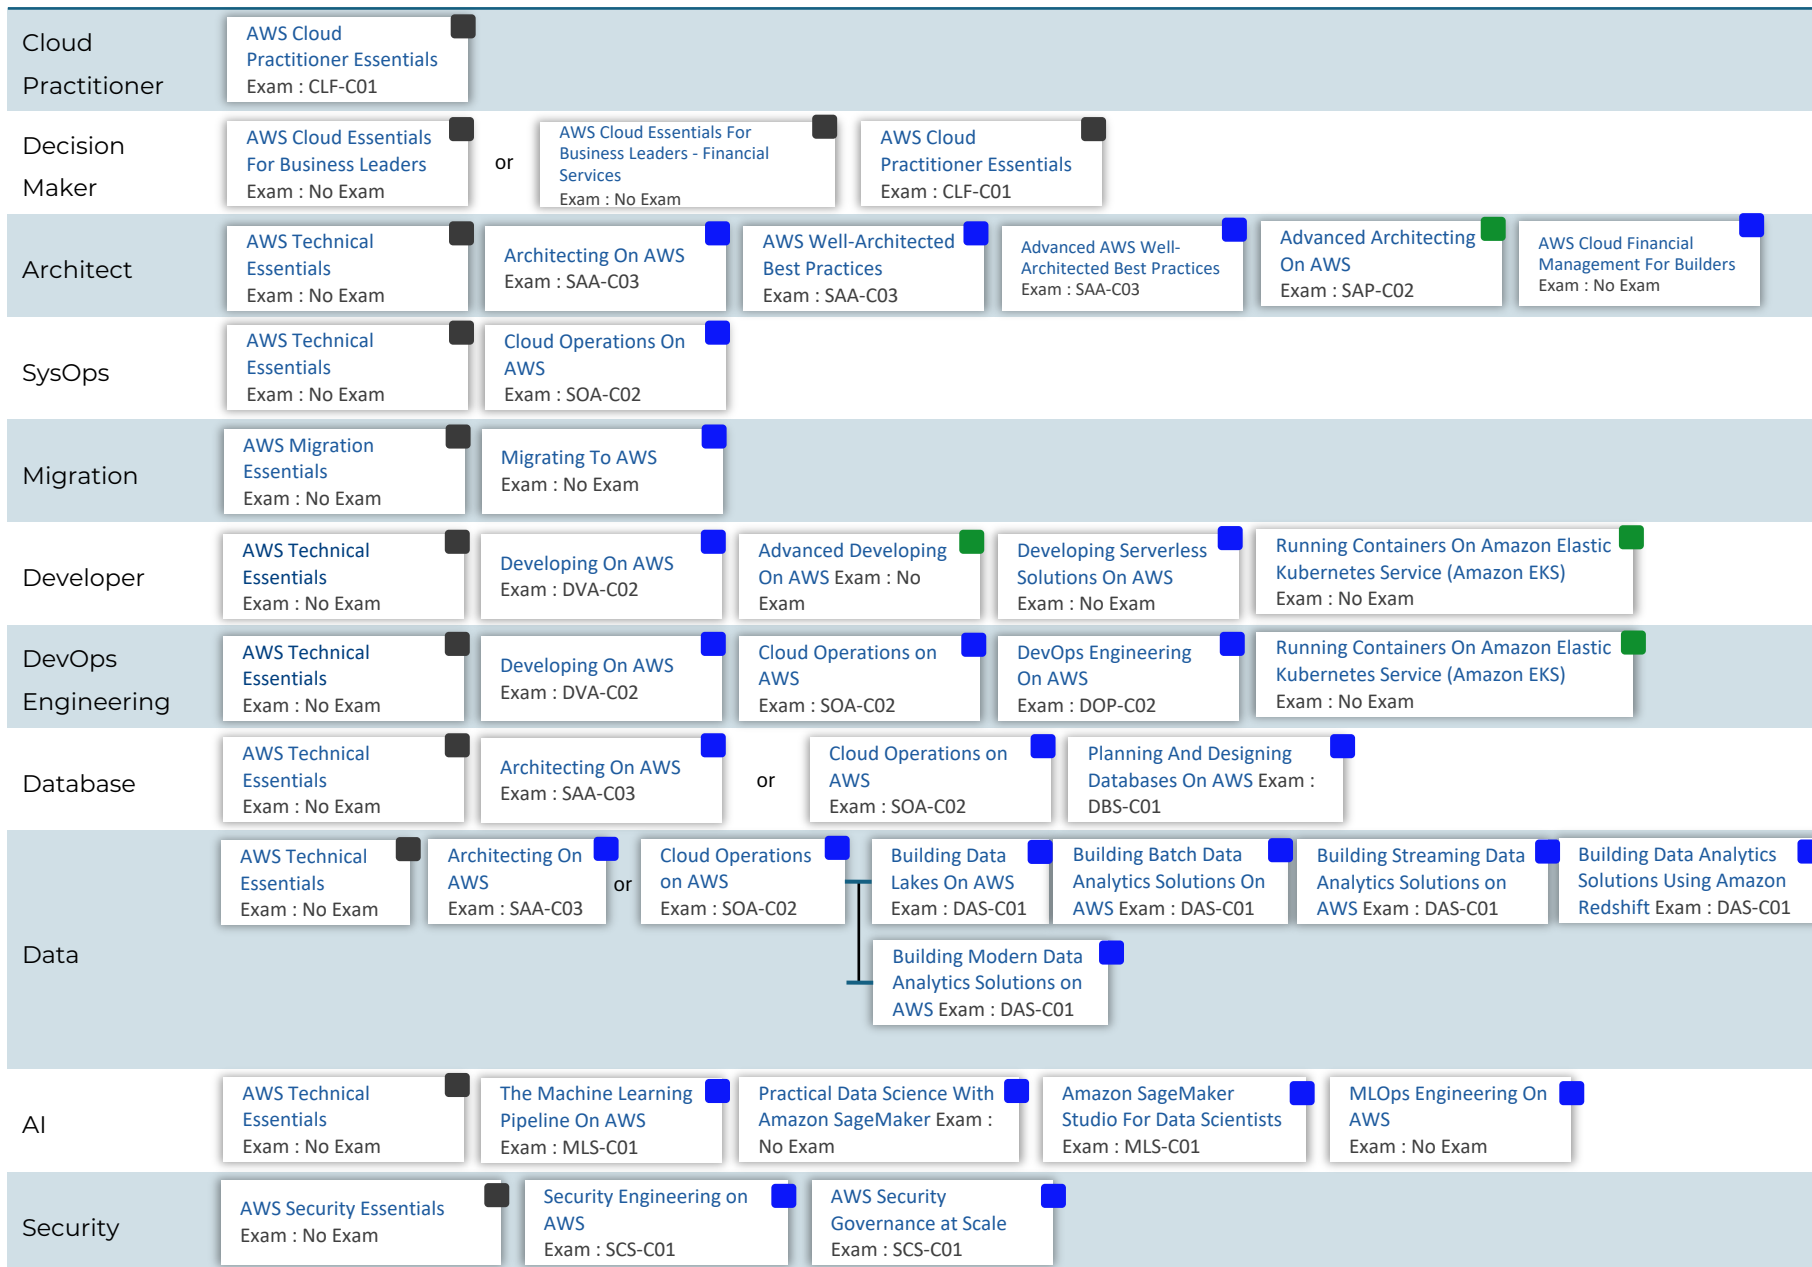 Cloud
Practitioner
AWS Cloud
Practitioner Essentials
Exam : CLF-C01
Decision
Maker
AWS Cloud Essentials
For Business Leaders
Exam : No Exam
or
AWS Cloud Essentials For
Business Leaders - Financial
Services
Exam : No Exam
AWS Cloud
Practitioner Essentials
Exam : CLF-C01
Architect
AWS Technical
Essentials
Exam : No Exam
Architecting On AWS
Exam : SAA-C03
AWS Well-Architected
Best Practices
Exam : SAA-C03
Advanced AWS Well-
Architected Best Practices
Exam : SAA-C03
Advanced Architecting
On AWS
Exam : SAP-C02
AWS Cloud Financial
Management For Builders
Exam : No Exam
SysOps
AWS Technical
Essentials
Exam : No Exam
Cloud Operations On
AWS
Exam : SOA-C02
Migration
AWS Migration
Essentials
Exam : No Exam
Migrating To AWS
Exam : No Exam
Developer
AWS Technical
Essentials
Exam : No Exam
Developing On AWS
Exam : DVA-C02
Advanced Developing
On AWS Exam : No
Exam
Developing Serverless
Solutions On AWS
Exam : No Exam
Running Containers On Amazon Elastic
Kubernetes Service (Amazon EKS)
Exam : No Exam
DevOps
Engineering
AWS Technical
Essentials
Exam : No Exam
Developing On AWS
Exam : DVA-C02
Cloud Operations on
AWS
Exam : SOA-C02
DevOps Engineering
On AWS
Exam : DOP-C02
Running Containers On Amazon Elastic
Kubernetes Service (Amazon EKS)
Exam : No Exam
Database
AWS Technical
Essentials
Exam : No Exam
Architecting On AWS
Exam : SAA-C03
or
Cloud Operations on
AWS
Exam : SOA-C02
Planning And Designing
Databases On AWS Exam :
DBS-C01
Data
AWS Technical
Essentials
Exam : No Exam
Architecting On
AWS
Exam : SAA-C03
or
Cloud Operations
on AWS
Exam : SOA-C02
Building Data
Lakes On AWS
Exam : DAS-C01
Building Batch Data
Analytics Solutions On
AWS Exam : DAS-C01
Building Streaming Data
Analytics Solutions on
AWS Exam : DAS-C01
Building Data Analytics
Solutions Using Amazon
Redshift Exam : DAS-C01
Building Modern Data
Analytics Solutions on
AWS Exam : DAS-C01
AI
AWS Technical
Essentials
Exam : No Exam
The Machine Learning
Pipeline On AWS
Exam : MLS-C01
Practical Data Science With
Amazon SageMaker Exam :
No Exam
Amazon SageMaker
Studio For Data Scientists
Exam : MLS-C01
MLOps Engineering On
AWS
Exam : No Exam
Security
AWS Security Essentials
Exam : No Exam
Security Engineering on
AWS
Exam : SCS-C01
AWS Security
Governance at Scale
Exam : SCS-C01